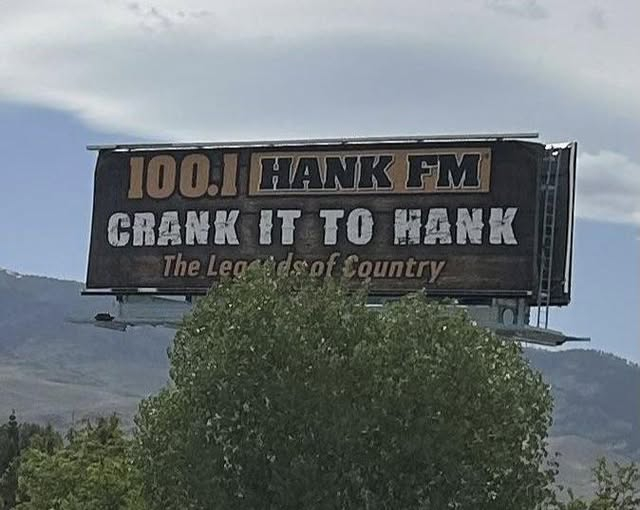 100.1 HANK FM
CRANK IT TO HANK
The Legends of Country